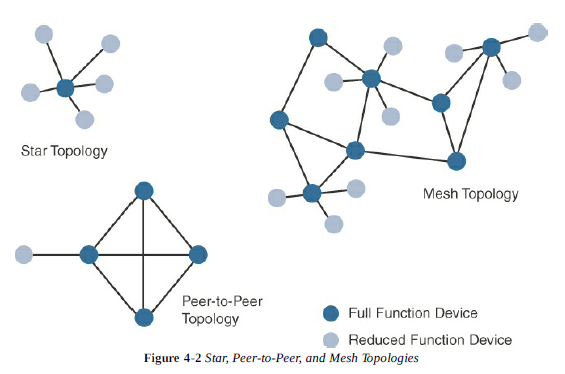 Star Topology
Mesh Topology
Peer-to-Peer
Topology
Full Function Device
Reduced Function Device
Figure 4-2 Star, Peer-to-Peer, and Mesh Topologies